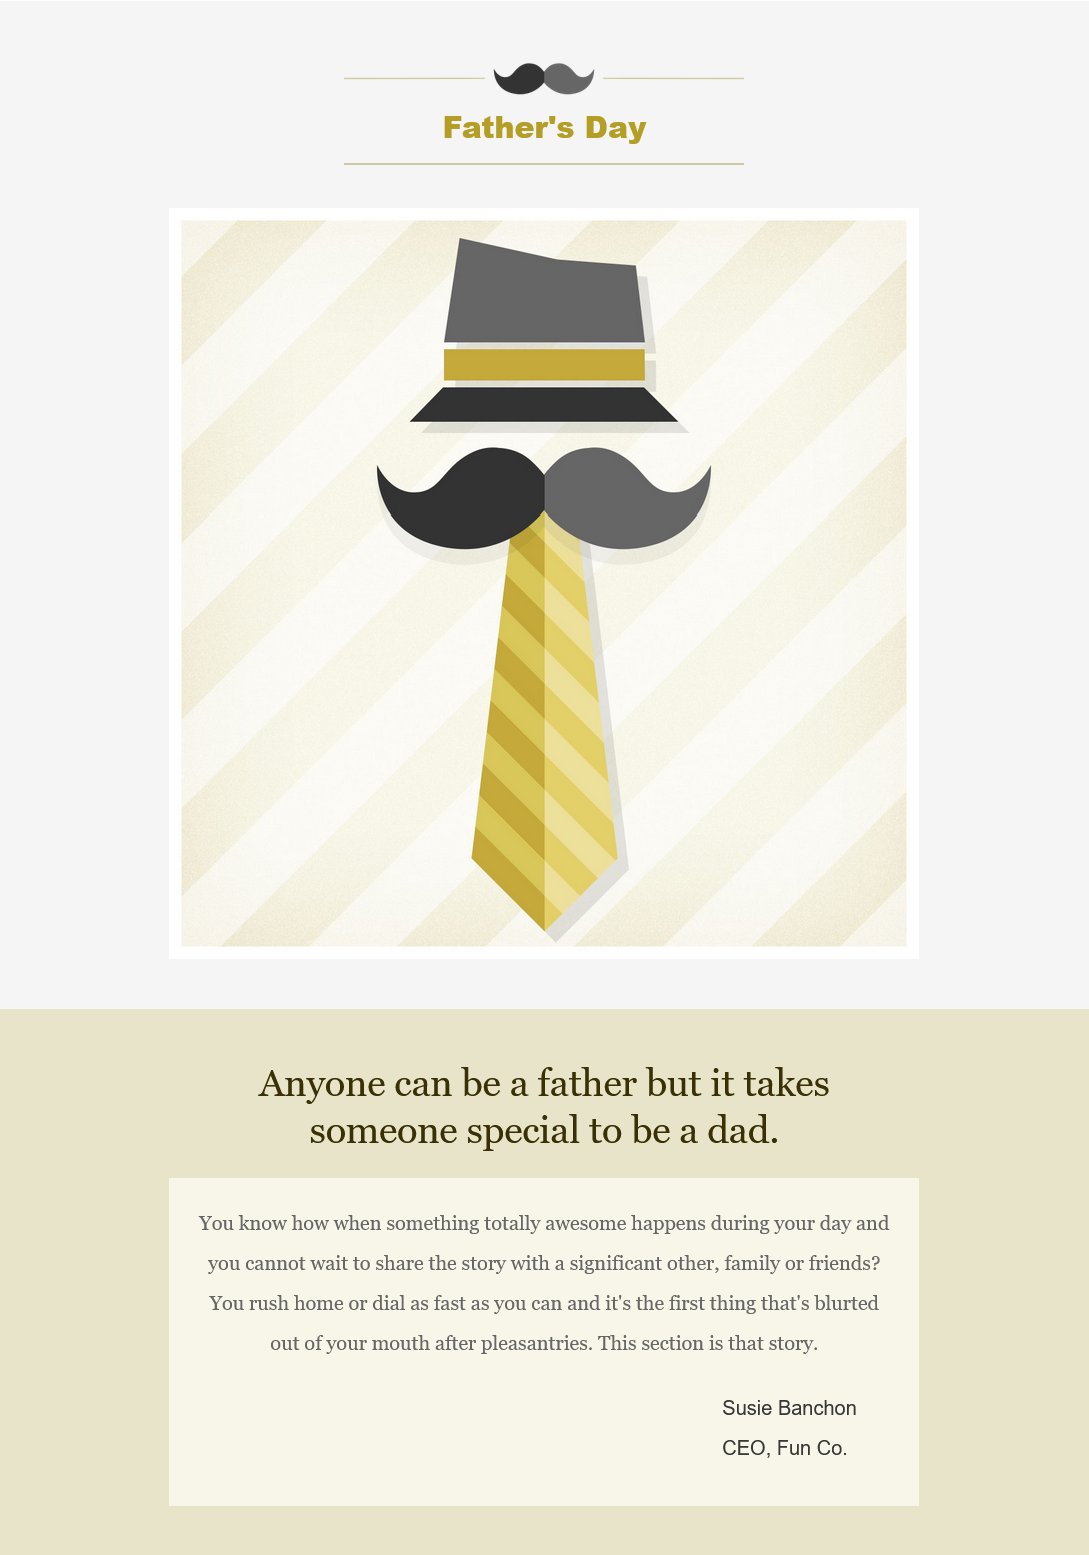 Father's Day
Anyone can be a father but it takes
someone special to be a dad.
You know how when something totally awesome happens during your day and
you cannot wait to share the story with a significant other, family or friends?
You rush home or dial as fast as you can and it's the first thing that's blurted
out of your mouth after pleasantries. This section is that story.
Susie Banchon
CEO, Fun Co.